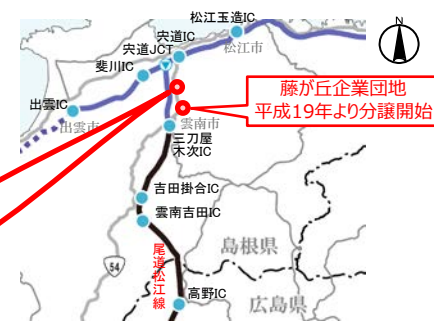 松江玉造IC
N
宍道IC
宍道JCT
松江市
斐川IC
藤が丘企業団地
平成19年より分譲開始
出雲IC
出雲市
雲南市
三刀屋
木次IC
吉田掛合IC
雲南吉田IC
尾道松江線
島根県
54
高野IC
広島県